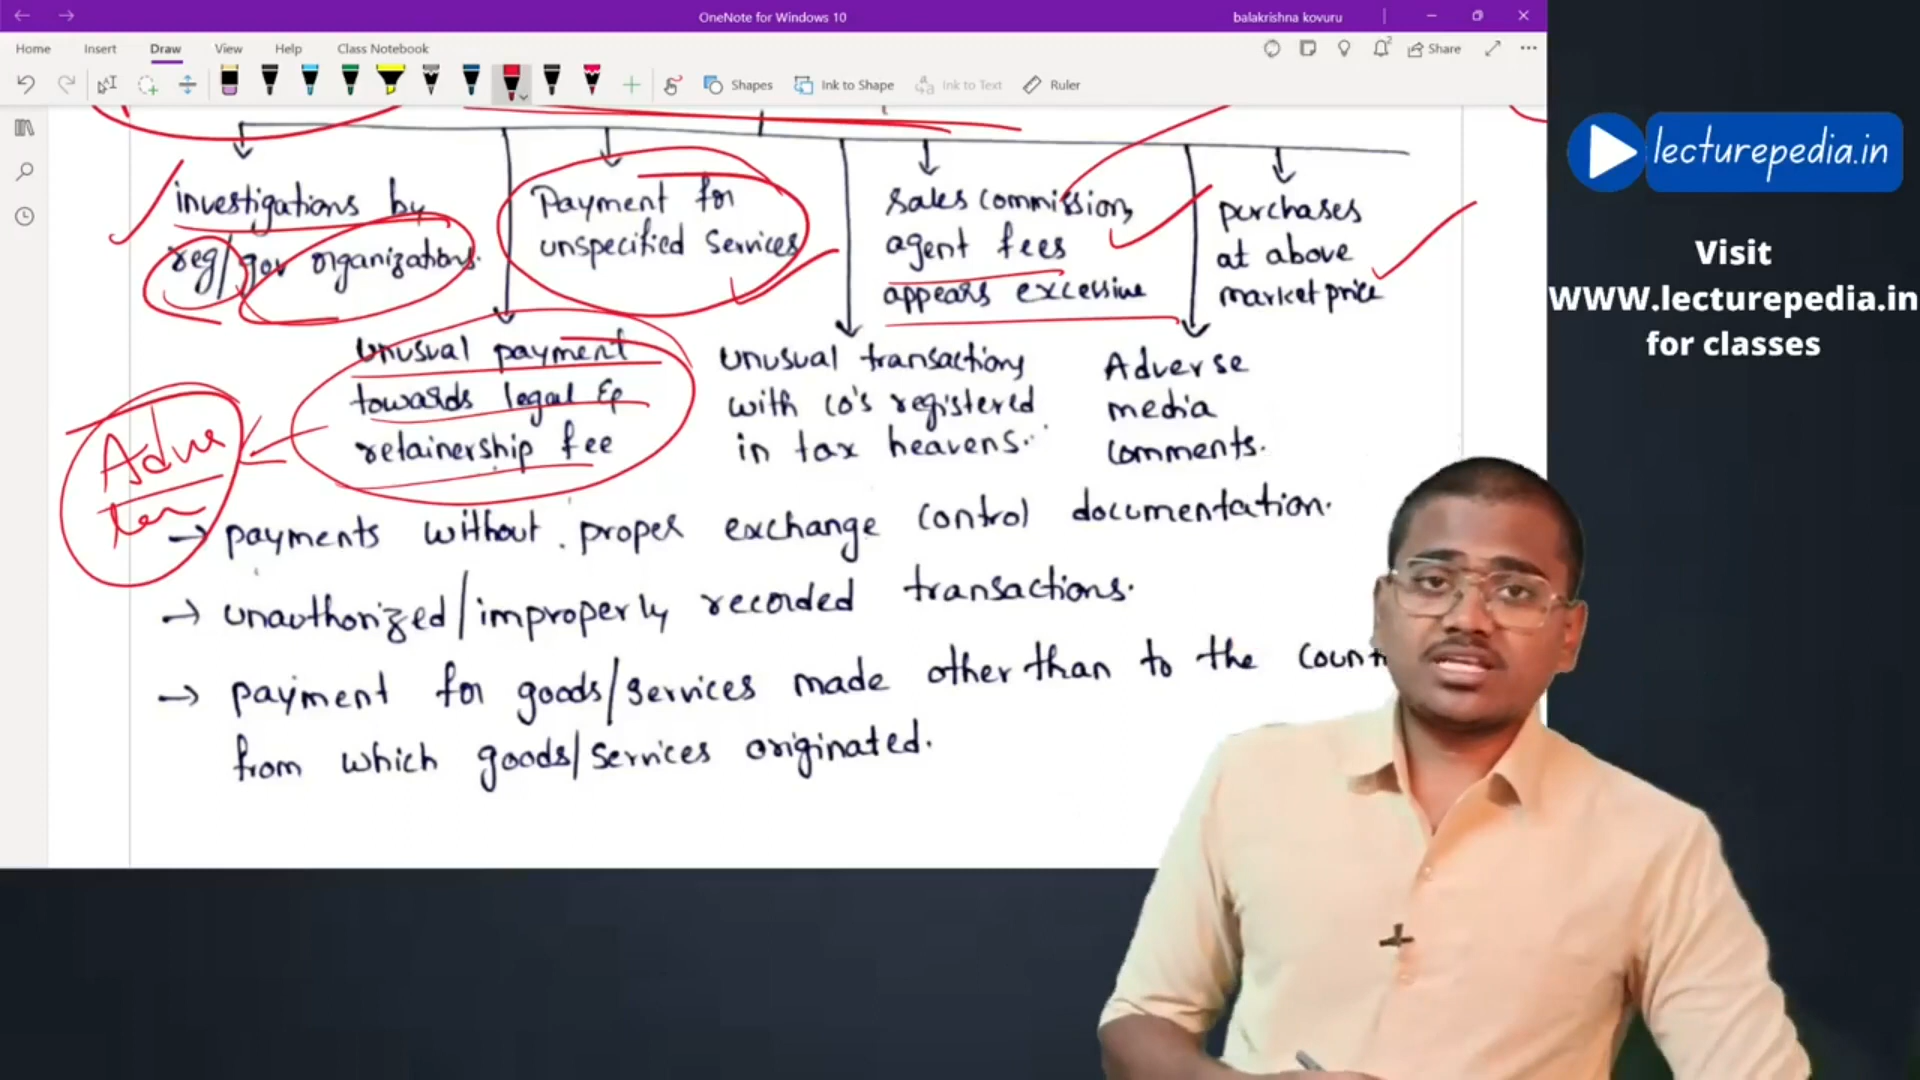 OneNote for Windows 10
balakrishna kovuru
Home Insert Draw View Help Class Notebook
Share
Shapes
Ink to Shape
Ink to Text
Ruler
investigations by
reg/gov organizations.
Payment for
unspecified services
sales commission,
agent fees
appears excessive
purchases
at above
market price
unusual payment
towards legal &
retainership fee
unusual transactions
with co's registered
in tax heavens.
Adverse
media
comments.
→ payments without proper exchange control documentation.
→ unauthorized/improperly recorded transactions.
→ payment for goods/services made other than to the count
from which goods/services originated.
lecturepedia.in
Visit
WWW.lecturepedia.in
for classes